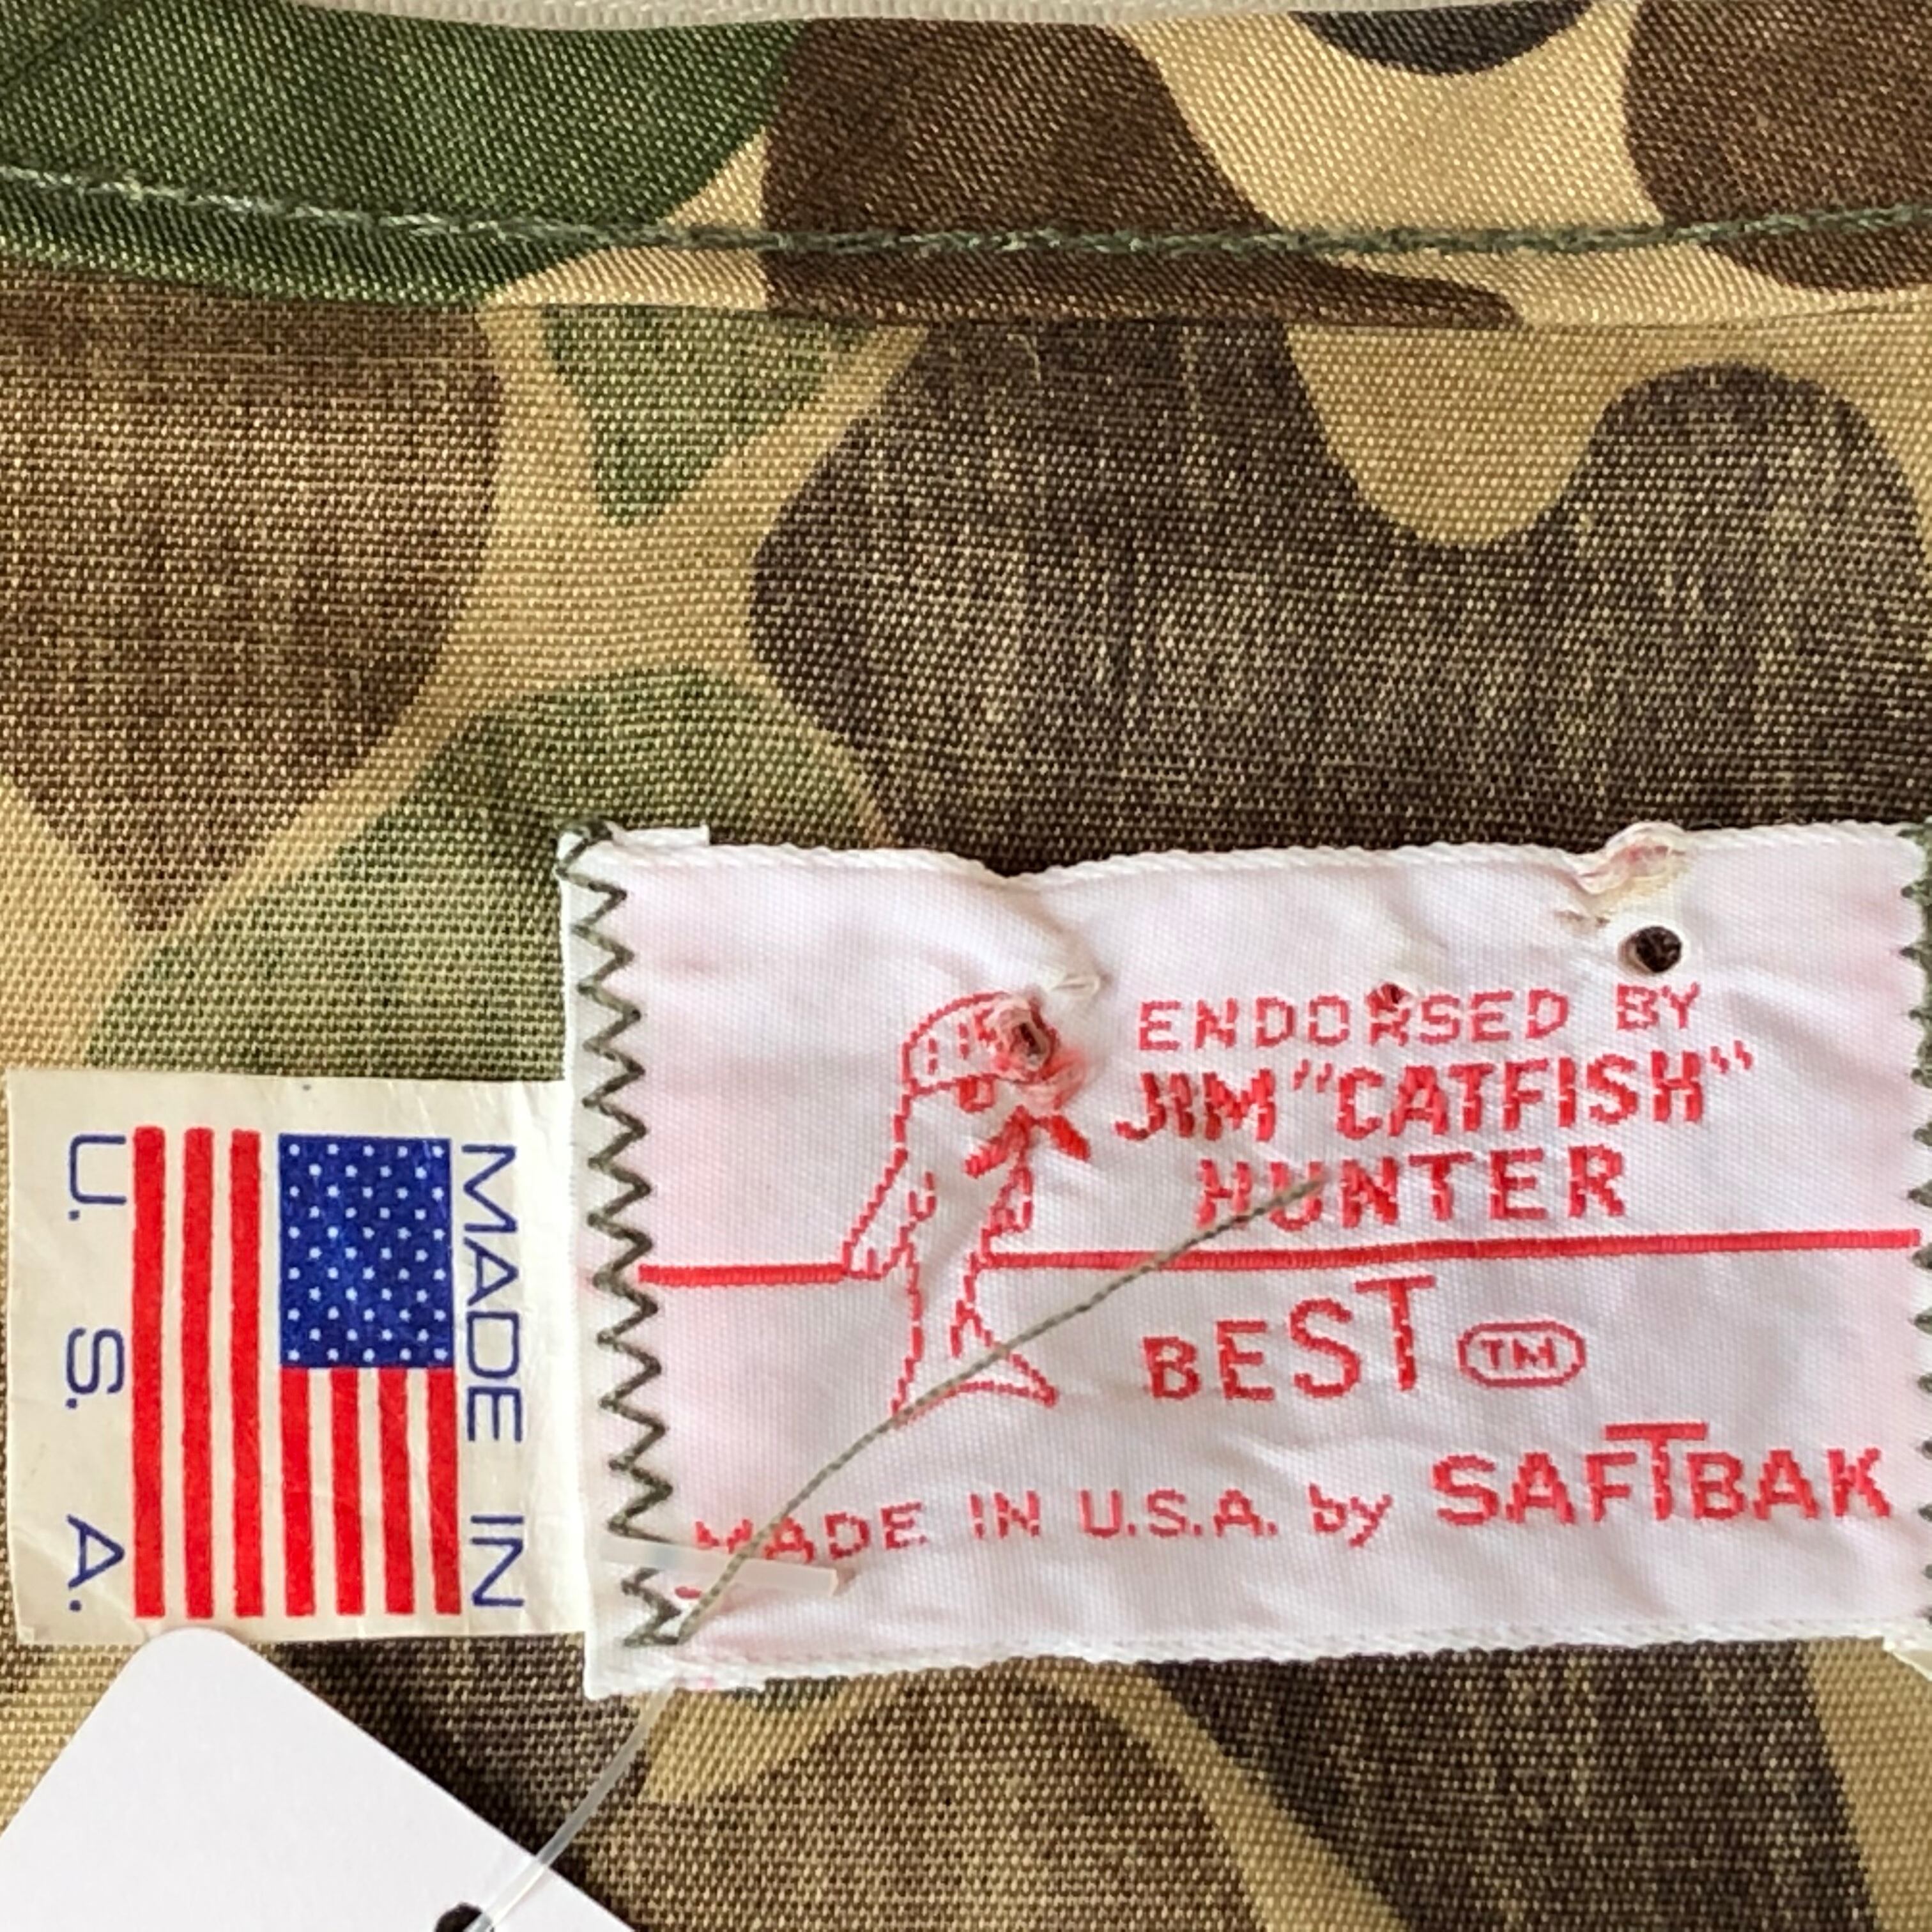 ENDORSED BY
JIM "CATFISH"
HUNTER
BEST TM
MADE IN U.S.A. by SAFTBAK
MADE IN
U. S. A.